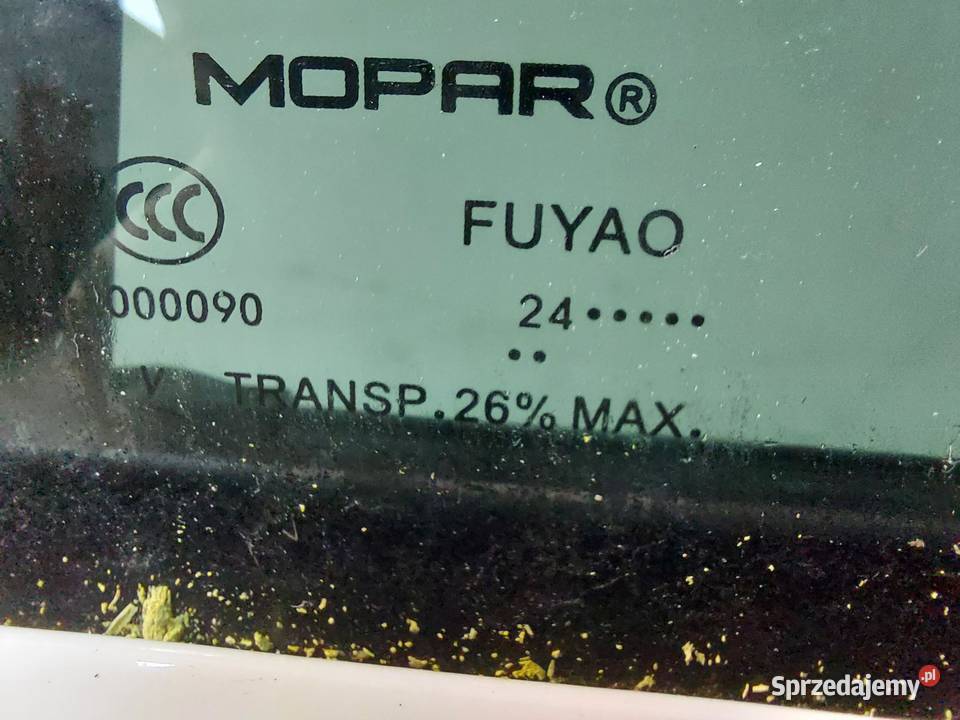 MOPAR®
CCC
FUYAO
000090
24•••••
••
V TRANSP.26% MAX.
Sprzedajemy.pl